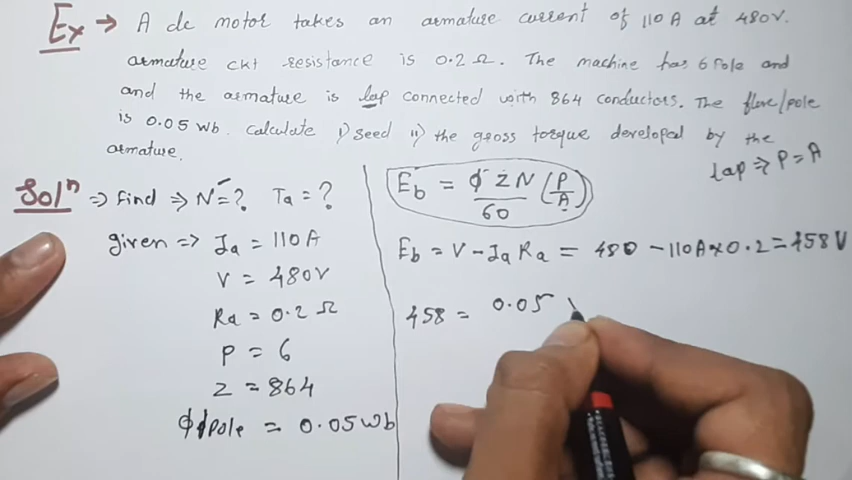 Ex → A dc motor takes an armature current of 110 A at 480V.
armature ckt resistance is 0.2 Ω. The machine has 6 Pole and
and the armature is lap connected with 864 conductors. The flux/pole
is 0.05 Wb. Calculate i) seed ii) the gross torque developed by the
armature.
lap ⇒ P = A
Solⁿ ⇒ Find ⇒ N = ? Ta = ?
given ⇒ Ia = 110A
V = 480V
Ra = 0.2 Ω
P = 6
Z = 864
ϕ/Pole = 0.05 Wb
Eb = ϕZN/60 (P/A)
Eb = V - Ia Ra = 480 - 110A × 0.2 = 458 V
458 = 0.05